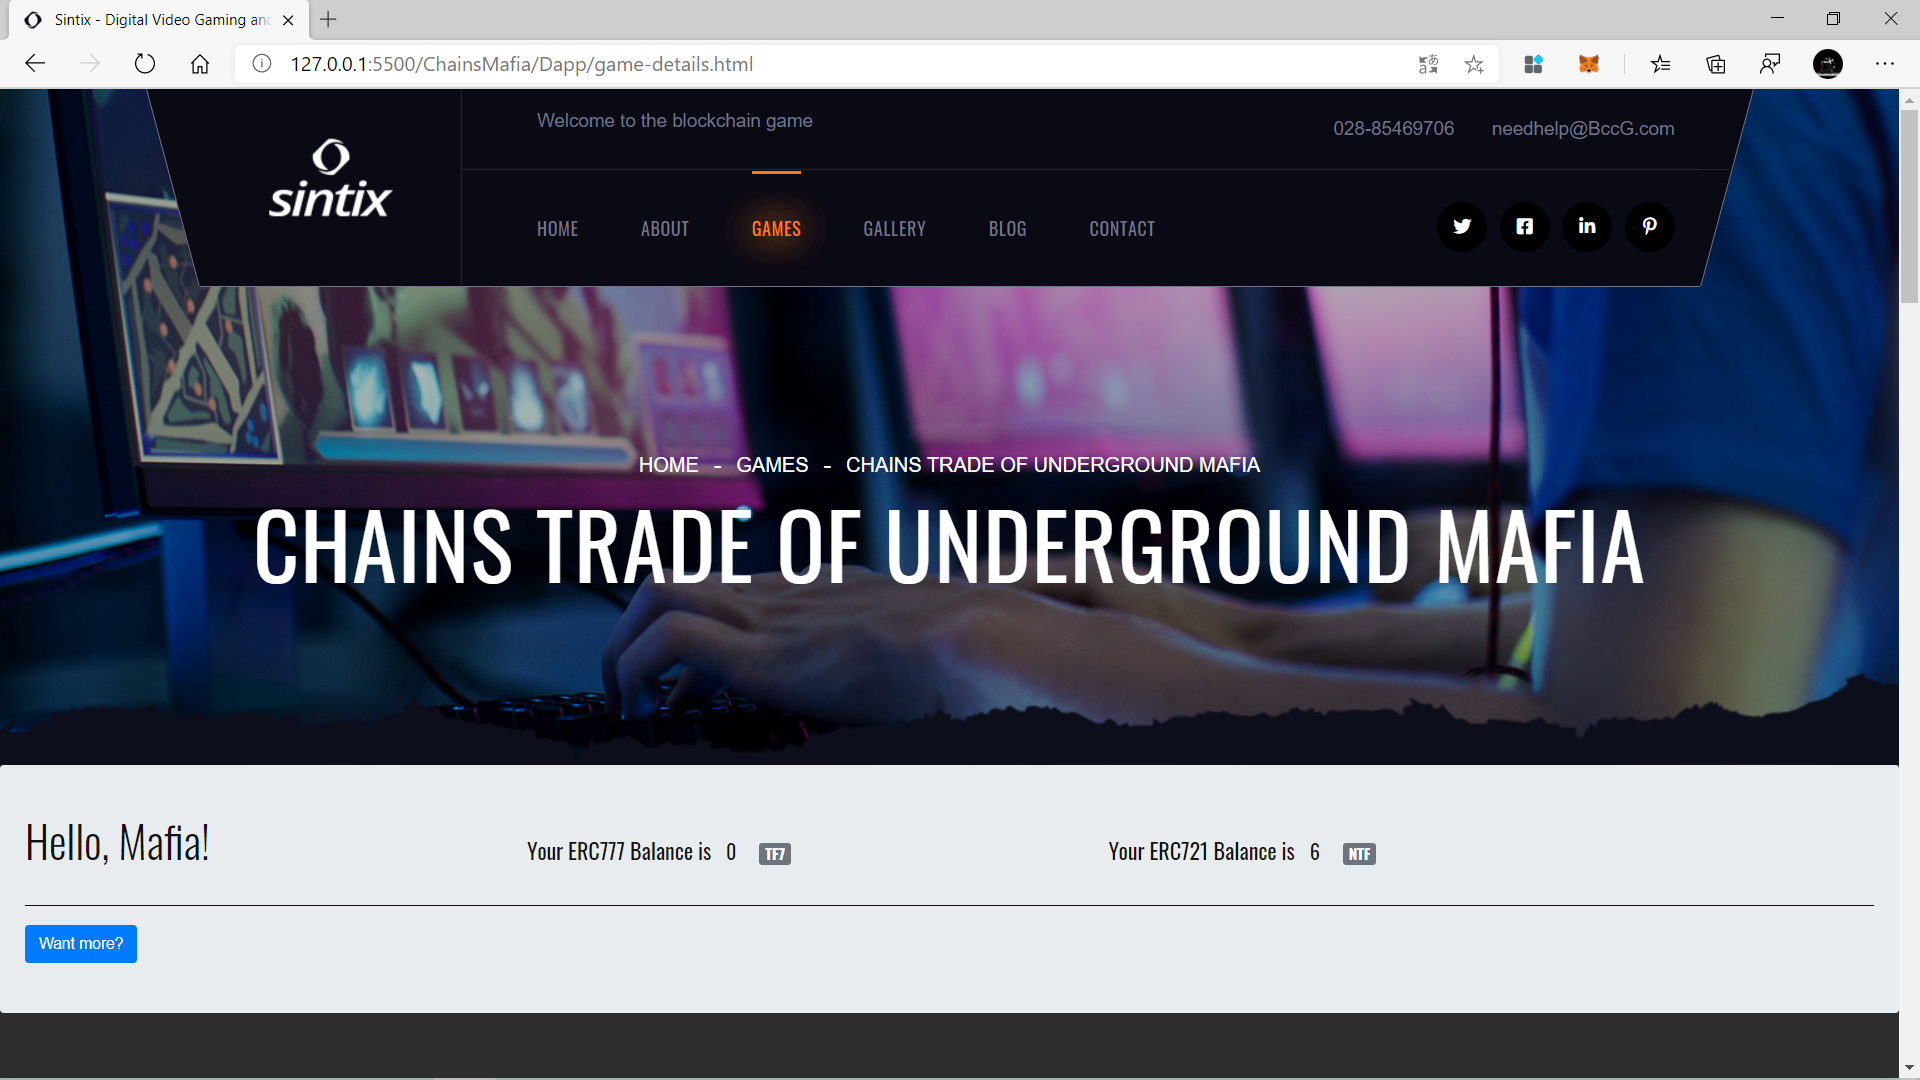 Sintix - Digital Video Gaming an
127.0.0.1:5500/ChainsMafia/Dapp/game-details.html
Welcome to the blockchain game
028-85469706
needhelp@BccG.com
sintix
HOME
ABOUT
GAMES
GALLERY
BLOG
CONTACT
HOME - GAMES - CHAINS TRADE OF UNDERGROUND MAFIA
CHAINS TRADE OF UNDERGROUND MAFIA
Hello, Mafia!
Your ERC777 Balance is 0 TF7
Your ERC721 Balance is 6 NTF
Want more?